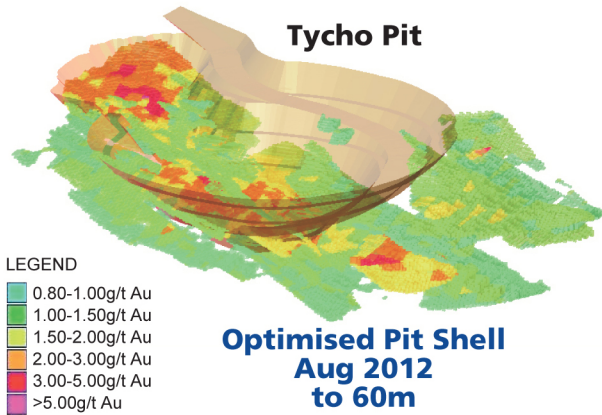 Tycho Pit
LEGEND
0.80-1.00g/t Au
1.00-1.50g/t Au
1.50-2.00g/t Au
2.00-3.00g/t Au
3.00-5.00g/t Au
>5.00g/t Au
Optimised Pit Shell
Aug 2012
to 60m